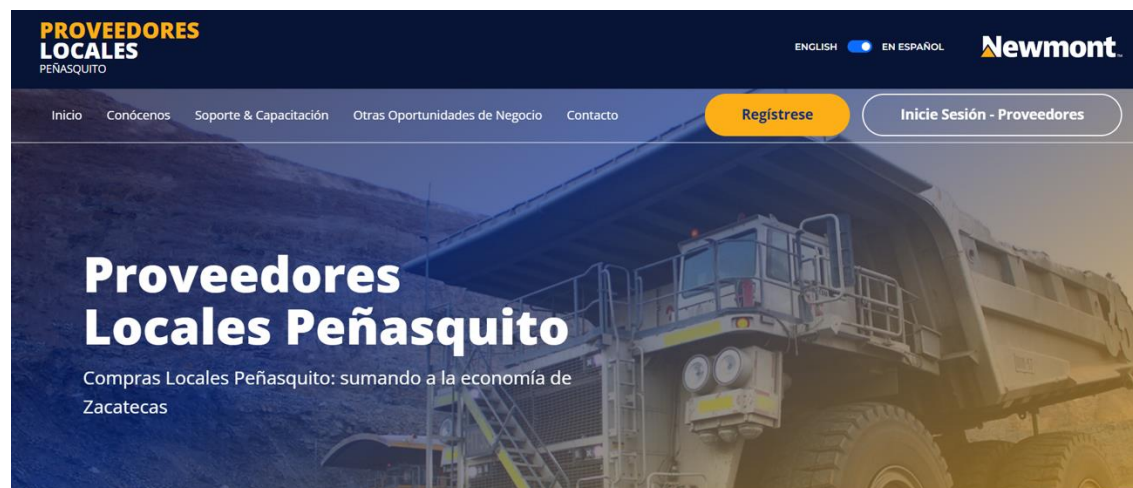 PROVEEDORES
LOCALES
PEÑASQUITO
ENGLISH EN ESPAÑOL
Newmont
Inicio Conócenos Soporte & Capacitación Otras Oportunidades de Negocio Contacto Regístrese Inicie Sesión - Proveedores
Proveedores
Locales Peñasquito
Compras Locales Peñasquito: sumando a la economía de
Zacatecas